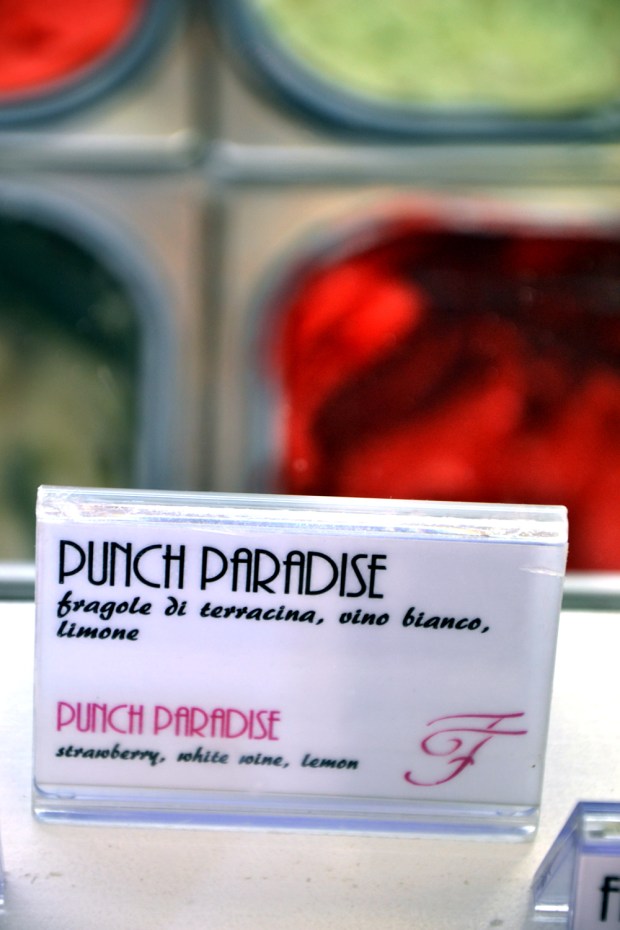 PUNCH PARADISE
fragole di terracina, vino bianco,
limone
PUNCH PARADISE
strawberry, white wine, lemon
F